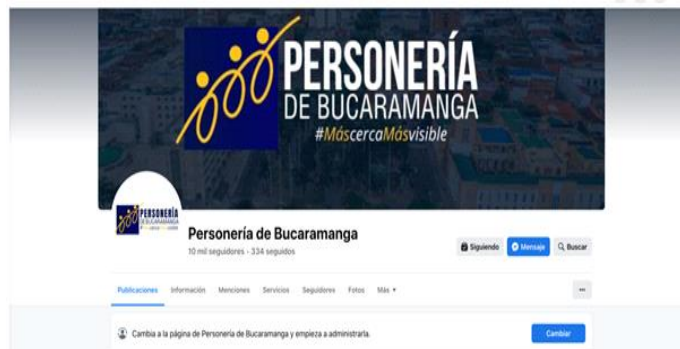 PERSONERÍA
DE BUCARAMANGA
#MáscercaMásvisible
PERSONERÍA
DE BUCARAMANGA
Personería de Bucaramanga
10 mil seguidores • 334 seguidos
Siguiendo
Mensaje
Buscar
Publicaciones Información Menciones Servicios Seguidores Fotos Más
...
Cambia a la página de Personería de Bucaramanga y empieza a administrarla.
Cambiar